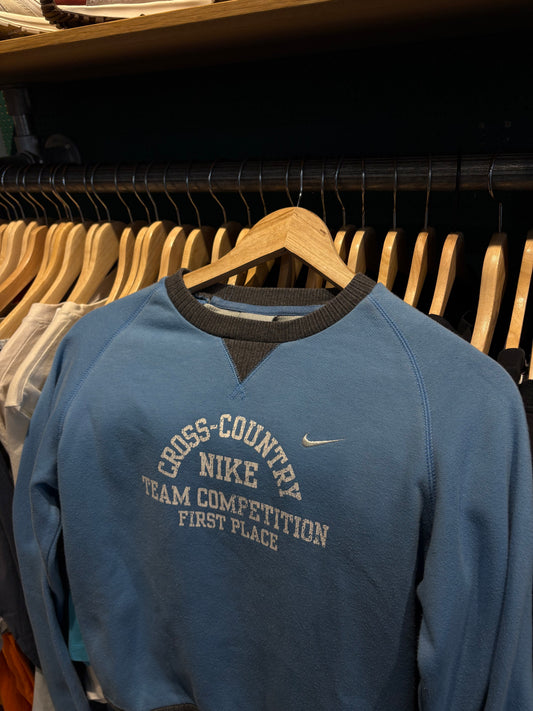 CROSS-COUNTRY
NIKE
TEAM COMPETITION
FIRST PLACE